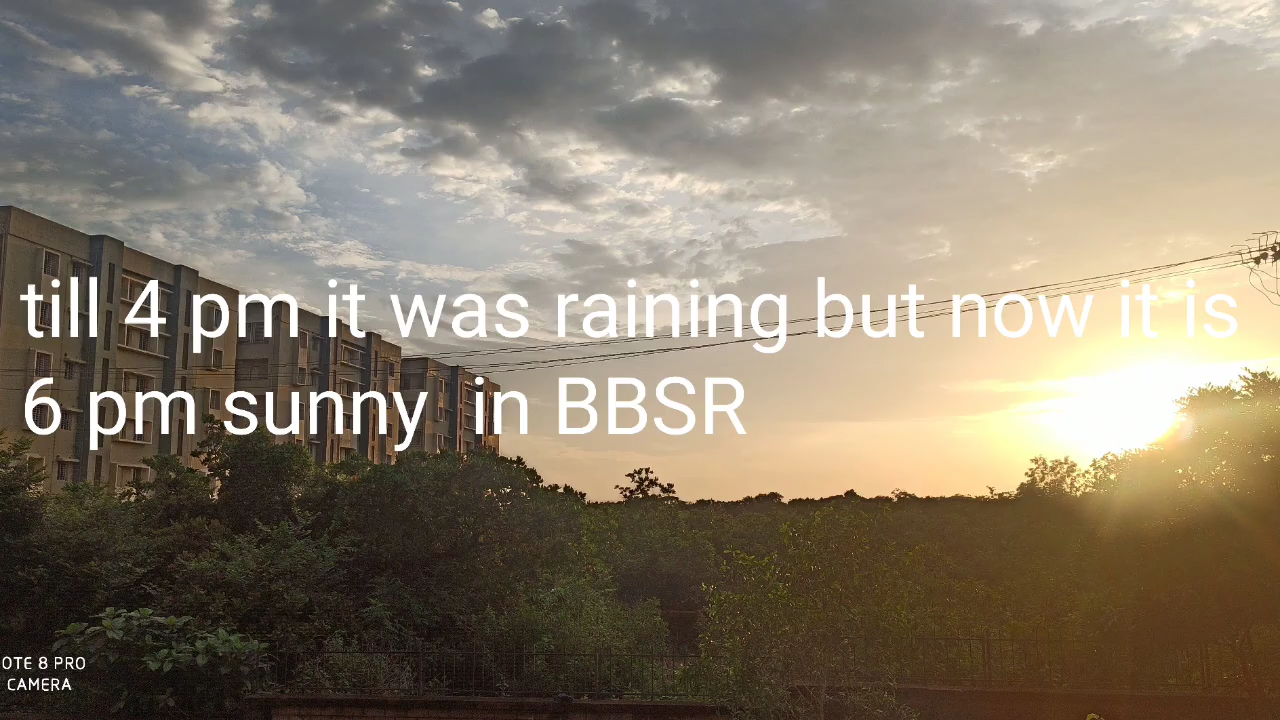 till 4 pm it was raining but now it is
6 pm sunny  in BBSR
OTE 8 PRO
CAMERA